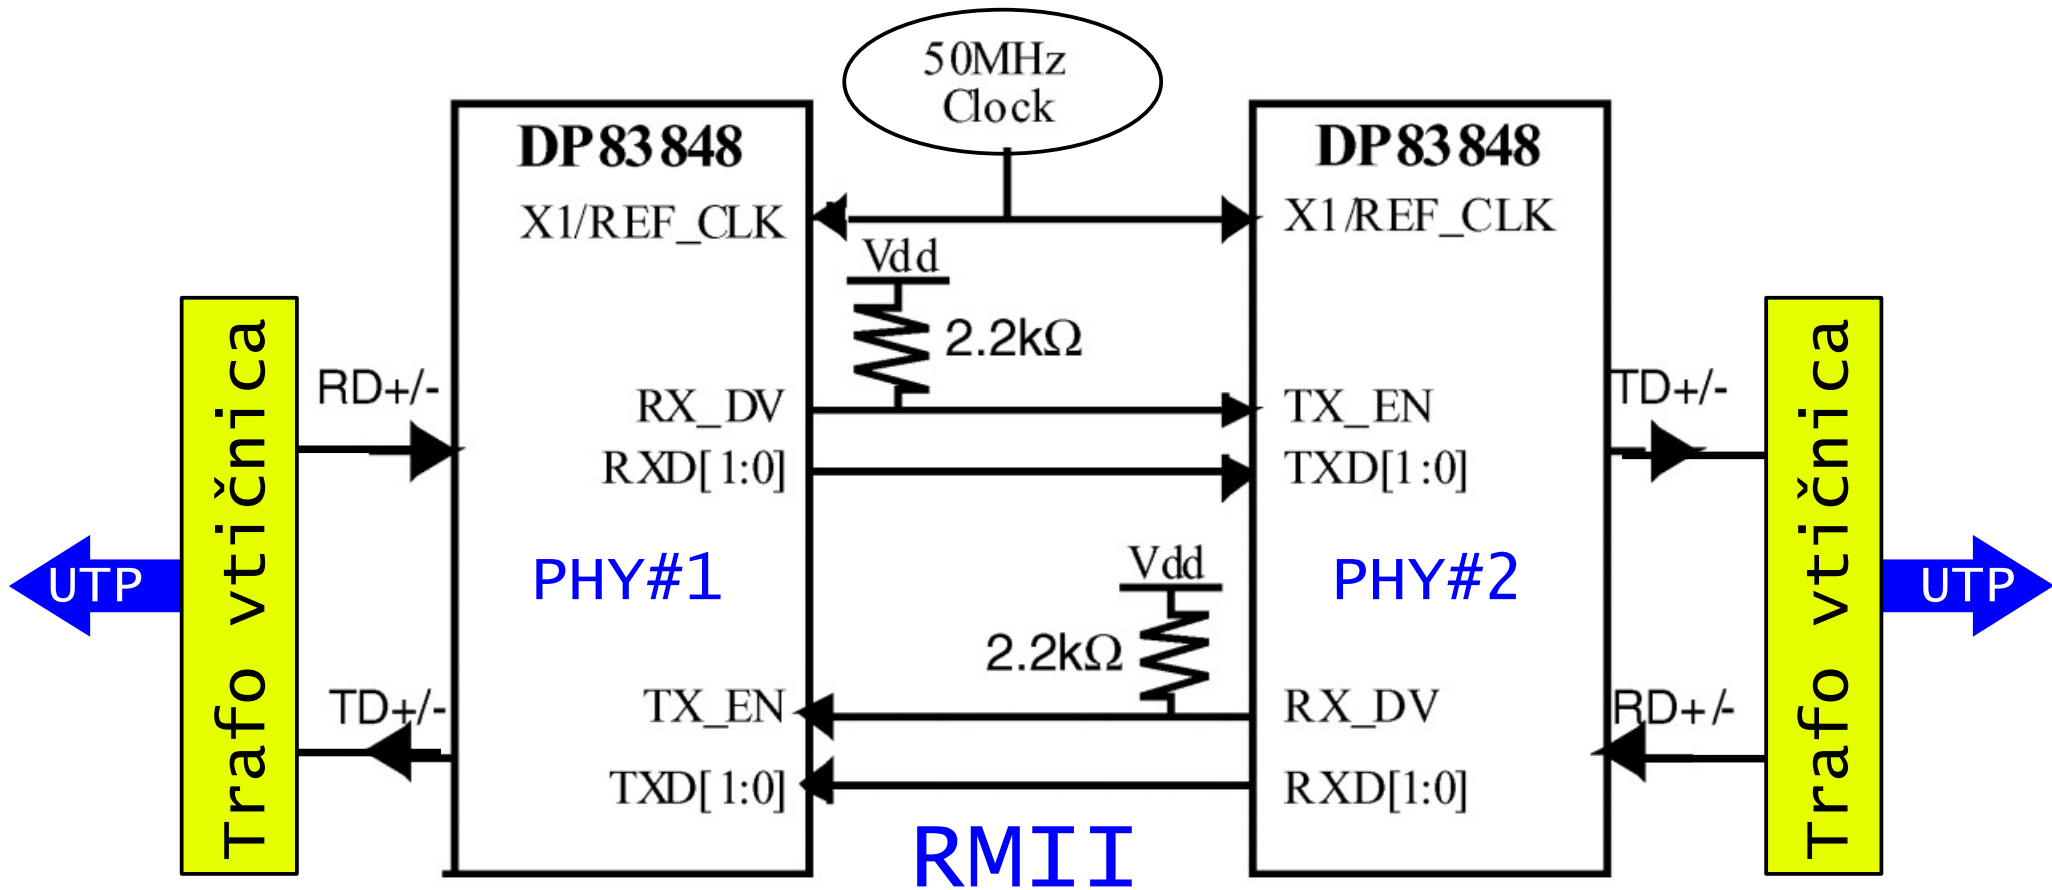 50MHz
Clock
DP83848
X1/REF_CLK
RX_DV
RXD[1:0]
PHY#1
TX_EN
TXD[1:0]
DP83848
X1/REF_CLK
TX_EN
TXD[1:0]
PHY#2
RX_DV
RXD[1:0]
Vdd
2.2kΩ
Vdd
2.2kΩ
RMII
RD+/-
TD+/-
TD+/-
RD+/-
Trafo vtičnica
Trafo vtičnica
UTP
UTP